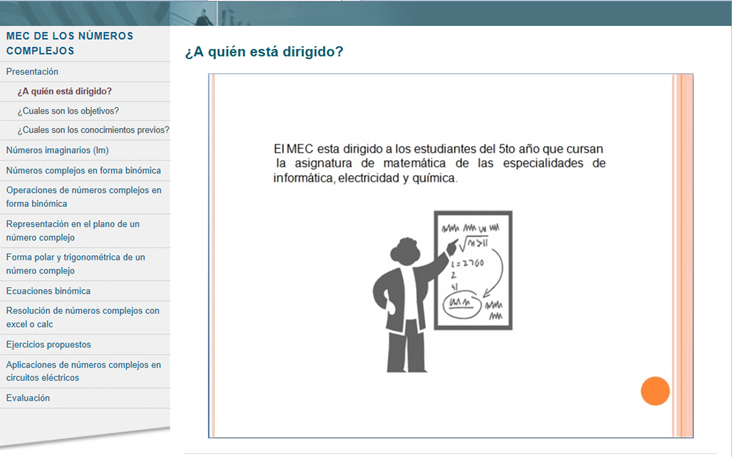 MEC DE LOS NÚMEROS
COMPLEJOS
Presentación
¿A quién está dirigido?
¿Cuales son los objetivos?
¿Cuales son los conocimientos previos?
Números imaginarios (Im)
Números complejos en forma binómica
Operaciones de números complejos en
forma binómica
Representación en el plano de un
número complejo
Forma polar y trigonométrica de un
número complejo
Ecuaciones binómica
Resolución de números complejos con
excel o calc
Ejercicios propuestos
Aplicaciones de números complejos en
circuitos eléctricos
Evaluación
¿A quién está dirigido?
El MEC esta dirigido a los estudiantes del 5to año que cursan
la asignatura de matemática de las especialidades de
informática, electricidad y química.